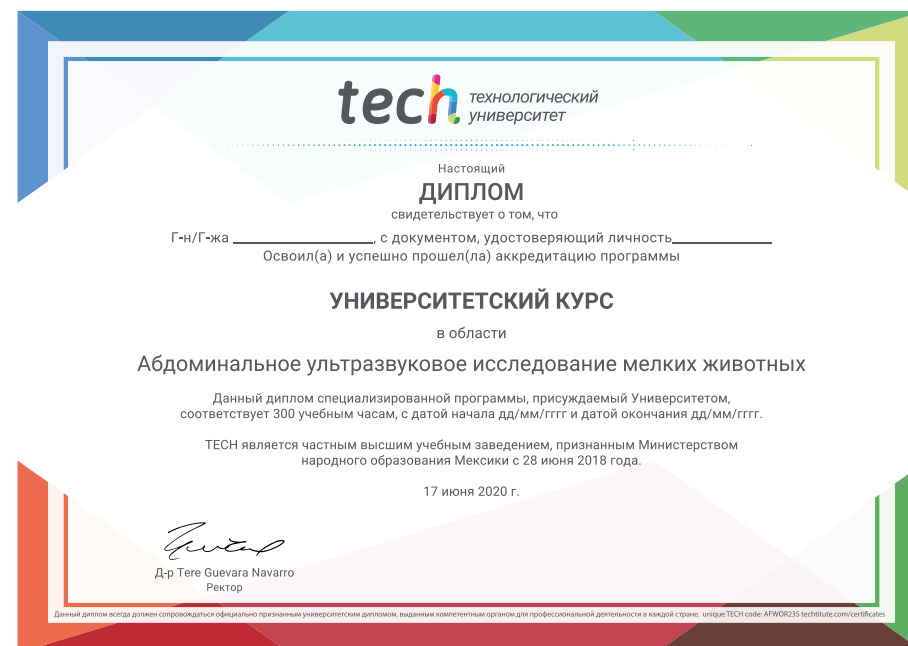 tech технологический
университет
Настоящий
ДИПЛОМ
свидетельствует о том, что
Г-н/Г-жа ____________________, с документом, удостоверяющий личность______________
Освоил(а) и успешно прошел(ла) аккредитацию программы
УНИВЕРСИТЕТСКИЙ КУРС
в области
Абдоминальное ультразвуковое исследование мелких животных
Данный диплом специализированной программы, присуждаемый Университетом,
соответствует 300 учебным часам, с датой начала дд/мм/гггг и датой окончания дд/мм/гггг.
TECH является частным высшим учебным заведением, признанным Министерством
народного образования Мексики с 28 июня 2018 года.
17 июня 2020 г.
Д-р Tere Guevara Navarro
Ректор
Данный диплом всегда должен сопровождаться официально признанным университетским дипломом, выданным компетентным органом для профессиональной деятельности в каждой стране. unique TECH code: AFWOR23S techtitute.com/certificates